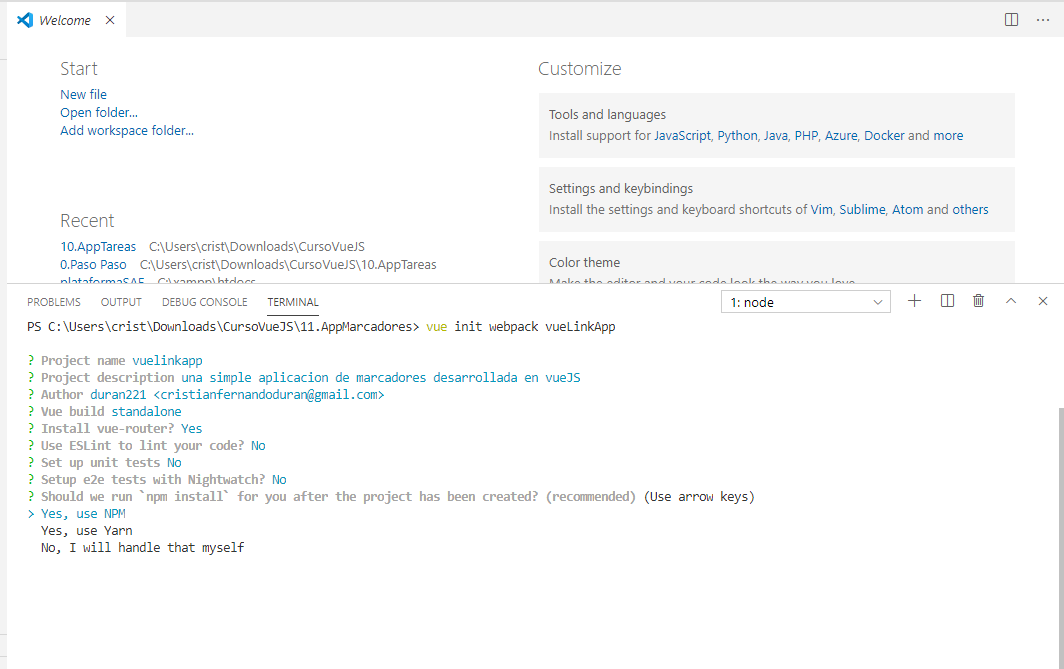 Welcome
Start
New file
Open folder...
Add workspace folder...
Recent
10.AppTareas C:\Users\crist\Downloads\CursoVueJS
0.Paso Paso C:\Users\crist\Downloads\CursoVueJS\10.AppTareas
plataformaSAE C:\xampp\htdocs
Customize
Tools and languages
Install support for JavaScript, Python, Java, PHP, Azure, Docker and more
Settings and keybindings
Install the settings and keyboard shortcuts of Vim, Sublime, Atom and others
Color theme
Make the editor and your code look the way you love
PROBLEMS OUTPUT DEBUG CONSOLE TERMINAL 1: node
PS C:\Users\crist\Downloads\CursoVueJS\11.AppMarcadores> vue init webpack vueLinkApp
? Project name vuelinkapp
? Project description una simple aplicacion de marcadores desarrollada en vueJS
? Author duran221 <cristianfernandoduran@gmail.com>
? Vue build standalone
? Install vue-router? Yes
? Use ESLint to lint your code? No
? Set up unit tests No
? Setup e2e tests with Nightwatch? No
? Should we run `npm install` for you after the project has been created? (recommended) (Use arrow keys)
> Yes, use NPM
Yes, use Yarn
No, I will handle that myself